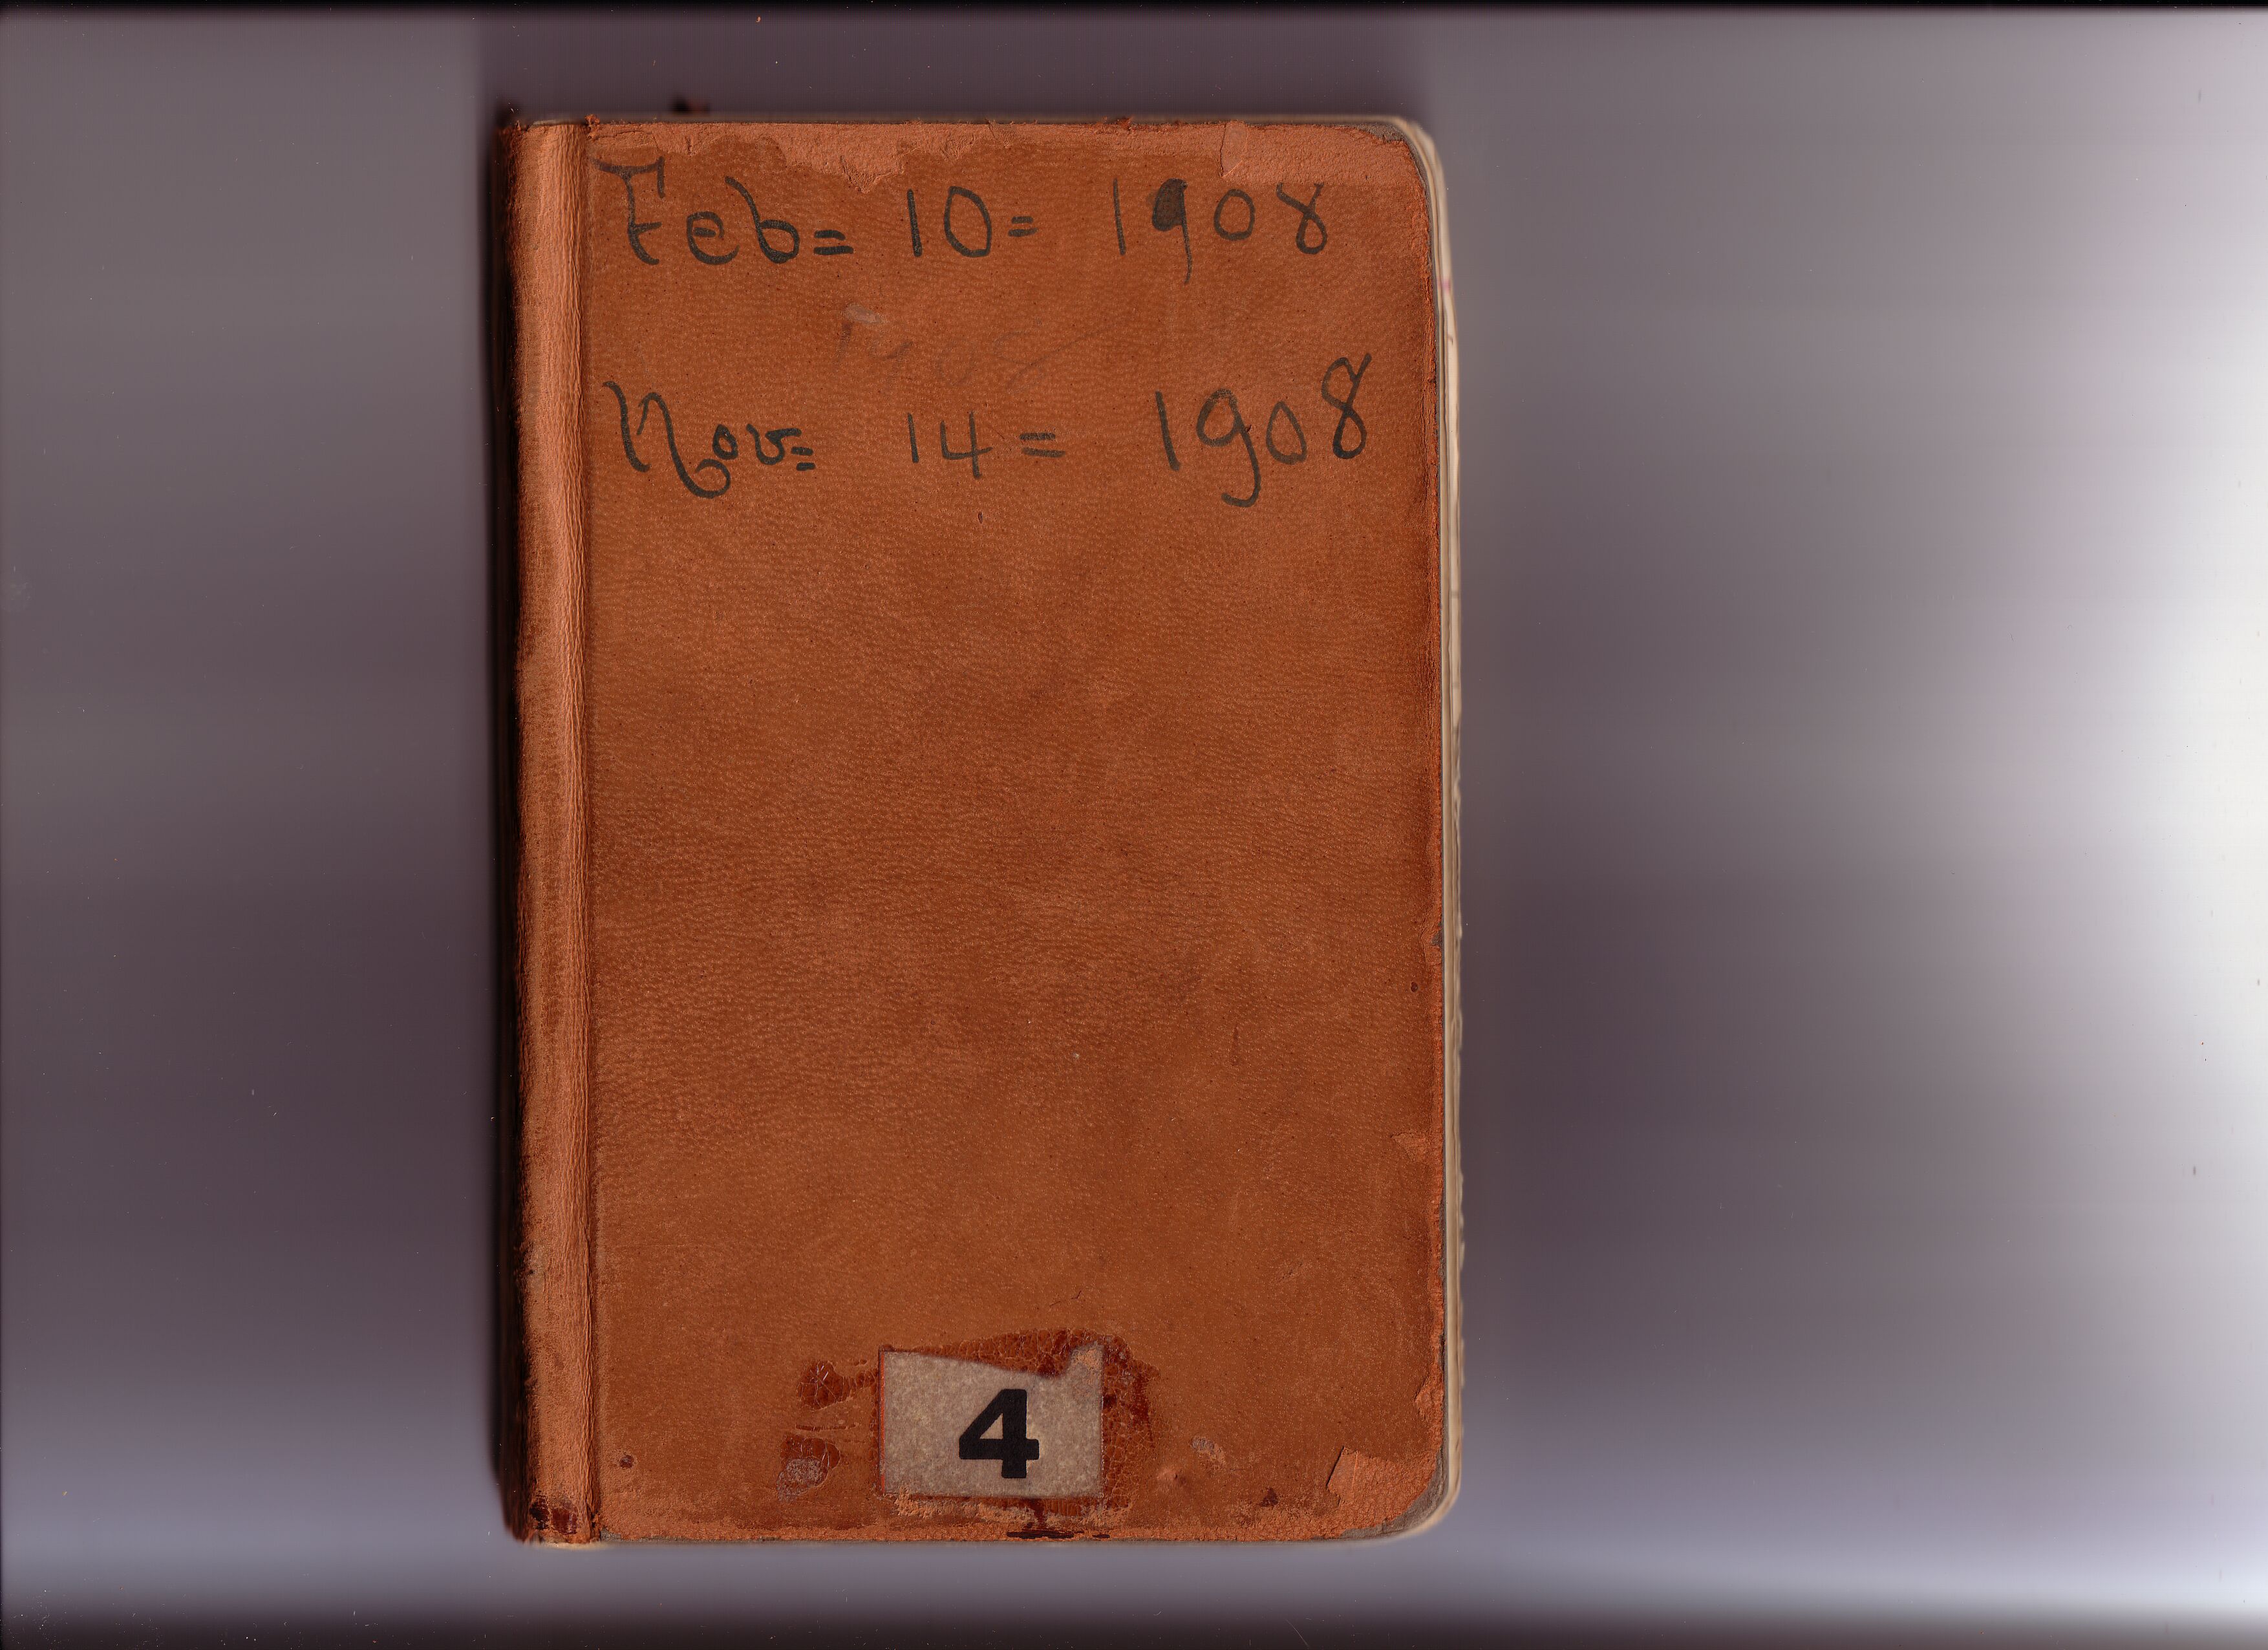 Feb= 10= 1908
Nov= 14= 1908
4